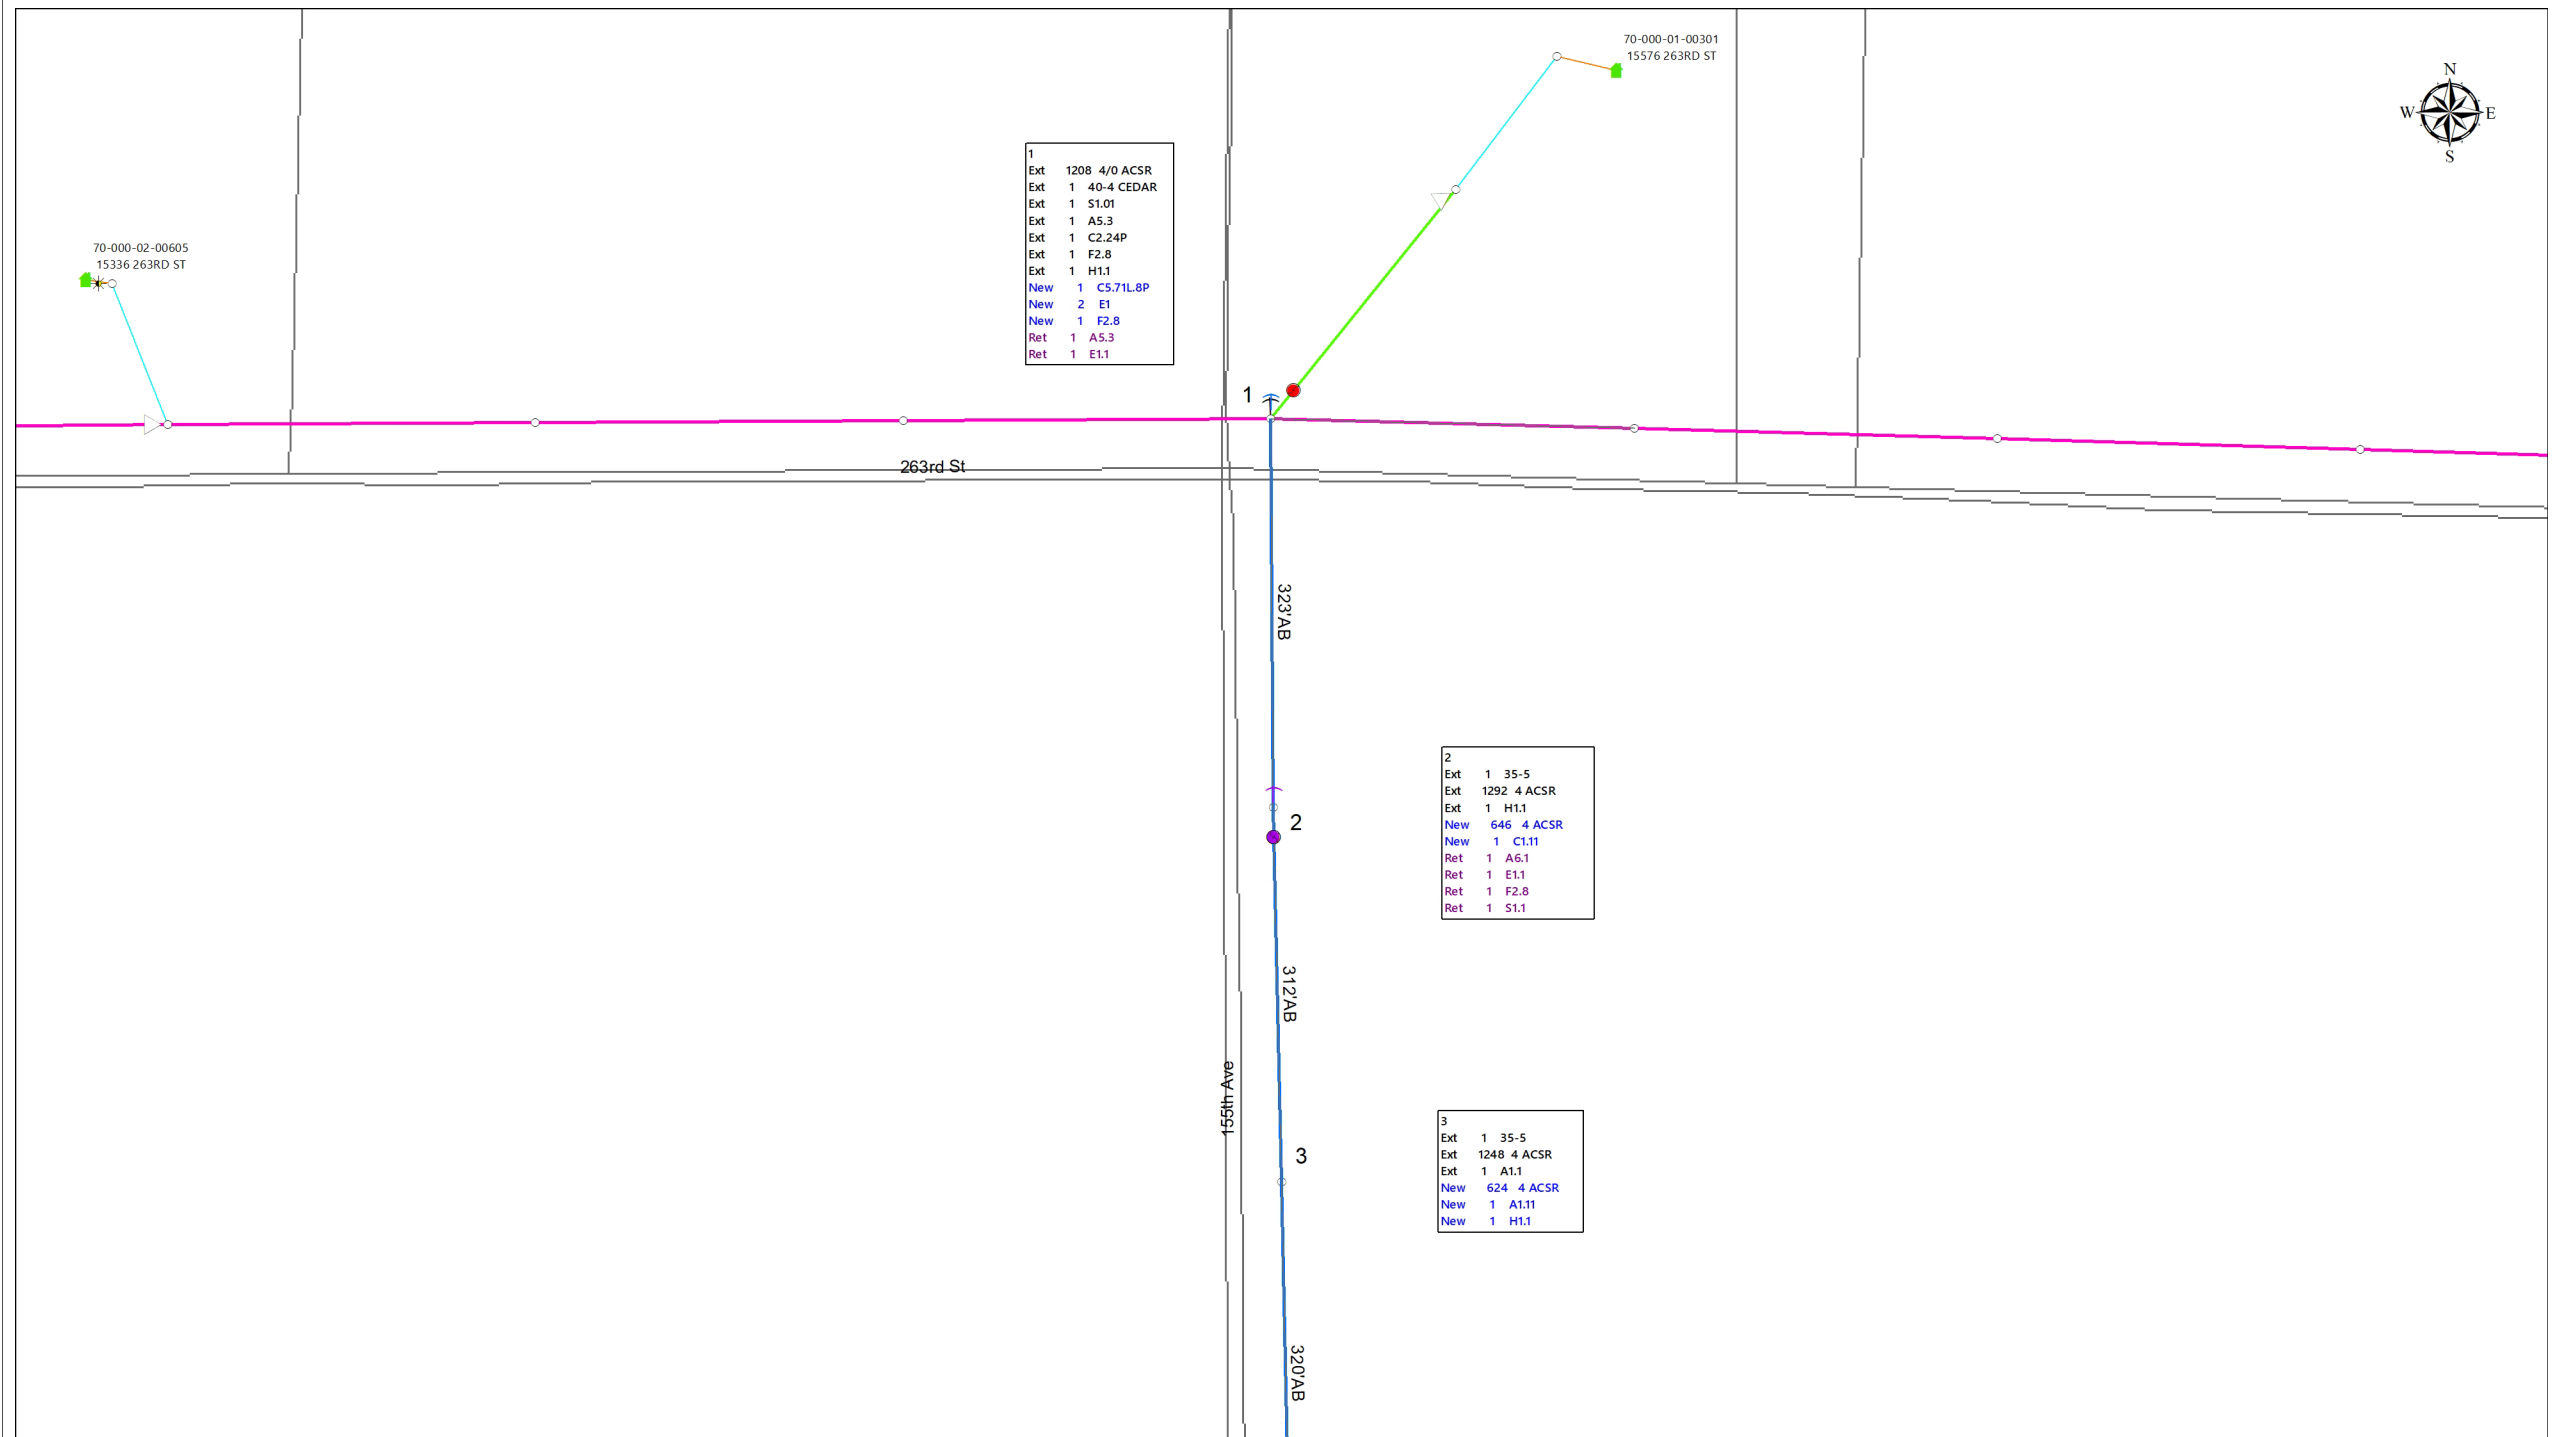 70-000-01-00301
15576 263RD ST
N
W E
S
1
Ext 1208 4/0 ACSR
Ext 1 40-4 CEDAR
Ext 1 S1.01
Ext 1 A5.3
Ext 1 C2.24P
Ext 1 F2.8
Ext 1 H1.1
New 1 C5.71L.8P
New 2 E1
New 1 F2.8
Ret 1 A5.3
Ret 1 E1.1
70-000-02-00605
15336 263RD ST
1
263rd St
323'AB
2
Ext 1 35-5
Ext 1292 4 ACSR
Ext 1 H1.1
New 646 4 ACSR
New 1 C1.11
Ret 1 A6.1
Ret 1 E1.1
Ret 1 F2.8
Ret 1 S1.1
2
312'AB
155th Ave
3
3
Ext 1 35-5
Ext 1248 4 ACSR
Ext 1 A1.1
New 624 4 ACSR
New 1 A1.11
New 1 H1.1
320'AB